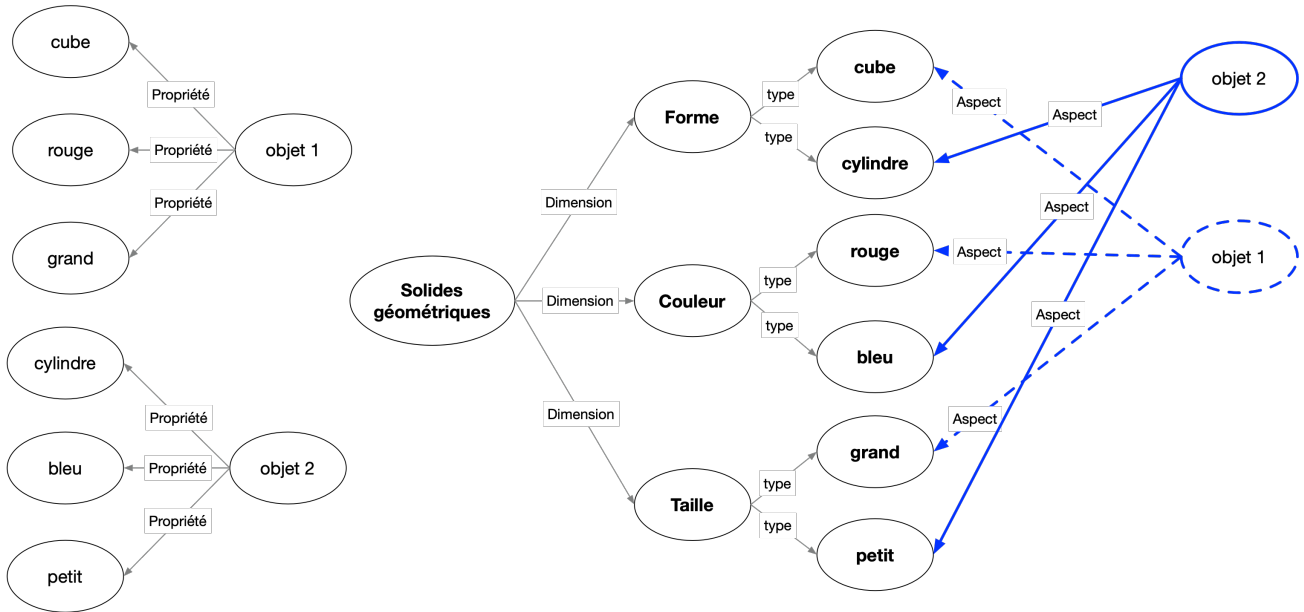 cube
Propriété
rouge
Propriété
objet 1
Propriété
grand
cylindre
Propriété
bleu
Propriété
objet 2
Propriété
petit
Solides
géométriques
Dimension
Dimension
Dimension
Forme
type
type
cube
cylindre
Couleur
type
type
rouge
bleu
Taille
type
type
grand
petit
Aspect
Aspect
Aspect
Aspect
Aspect
Aspect
objet 2
objet 1